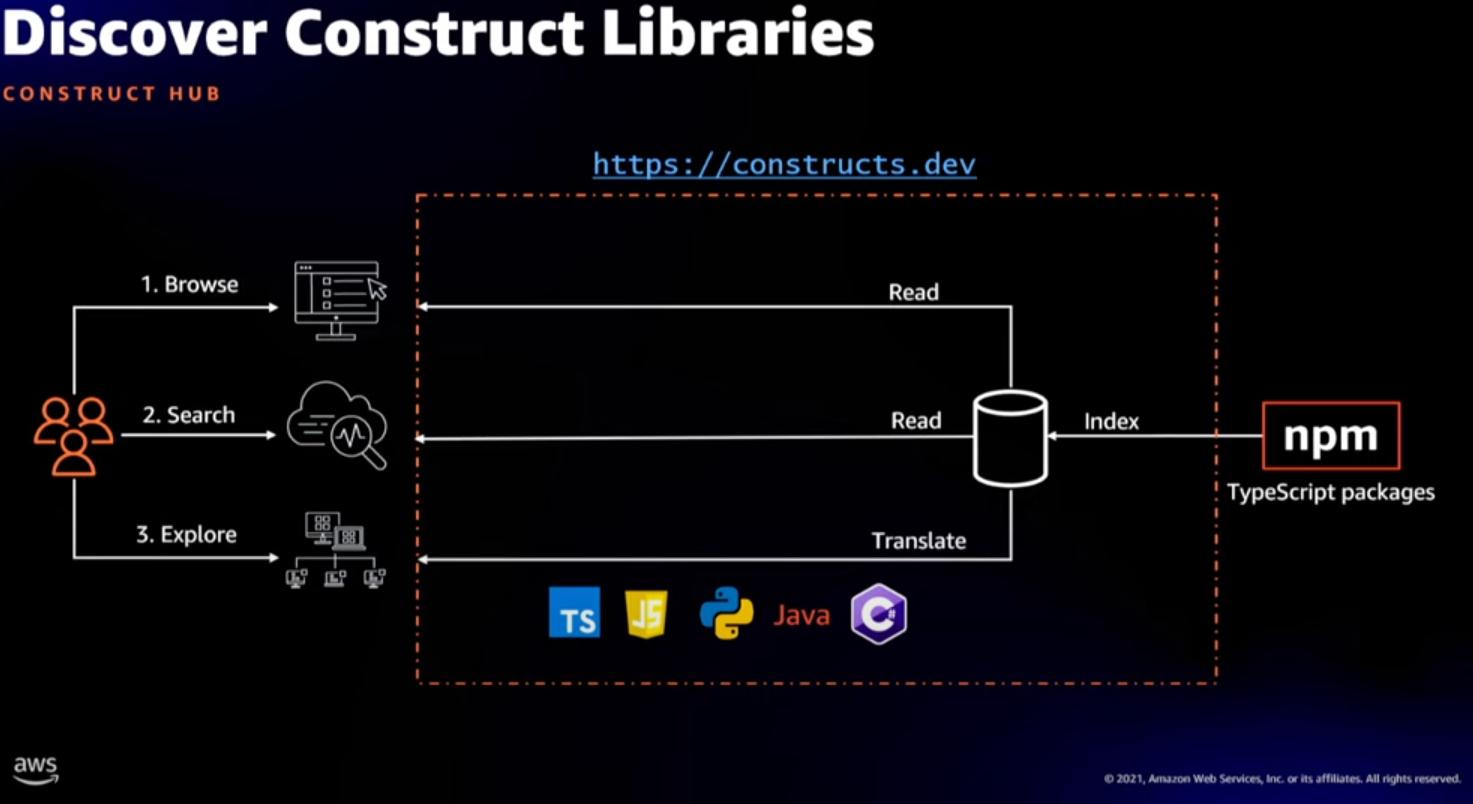 Discover Construct Libraries
CONSTRUCT HUB
https://constructs.dev
1. Browse
Read
2. Search
Read
Index
npm
TypeScript packages
3. Explore
Translate
TS
JS
Java
C#
aws
© 2021, Amazon Web Services, Inc. or its affiliates. All rights reserved.